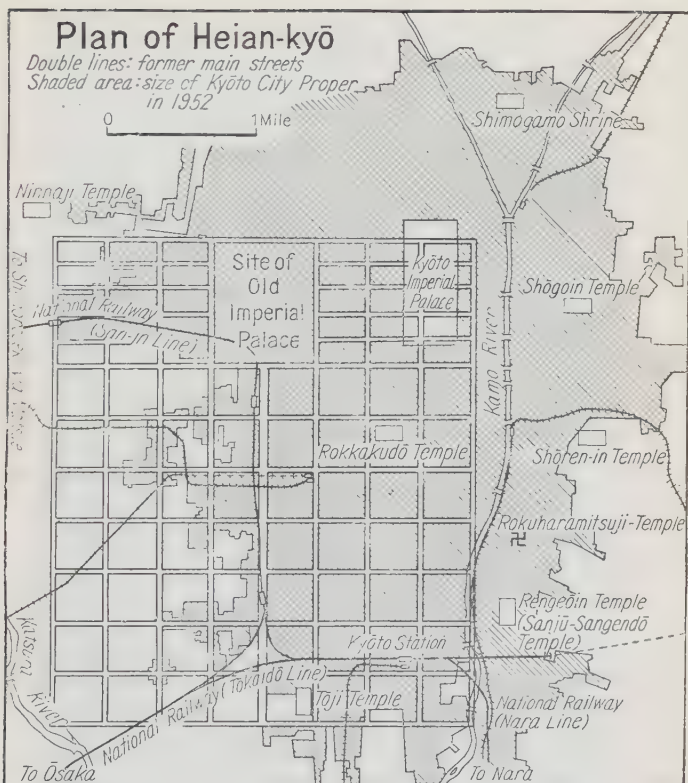 Plan of Heian-kyō
Double lines: former main streets
Shaded area: size of Kyōto City Proper
in 1952
0
1 Mile
Shimogamo Shrine
Ninnaji Temple
Site of
Old
Imperial
Palace
Kyōto
Imperial
Palace
Shōgoin Temple
National Railway
(San-in Line)
Kamo River
Rokkakudō Temple
Shōren-in Temple
Rokuharamitsuji-Temple
卍
Rengeōin Temple
(Sanjū-Sangendō
Temple)
Kyōto Station
Katsura
River
National Railway (Tōkaidō Line)
Tōji Temple
National Railway
(Nara Line)
To Ōsaka
To Nara